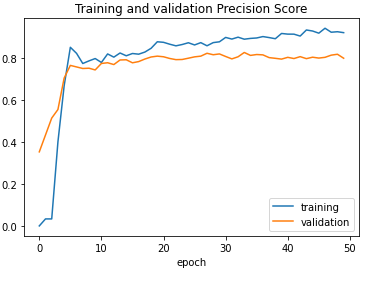 Training and validation Precision Score
0.8
0.6
0.4
0.2
0.0
training
validation
0 10 20 30 40 50
epoch